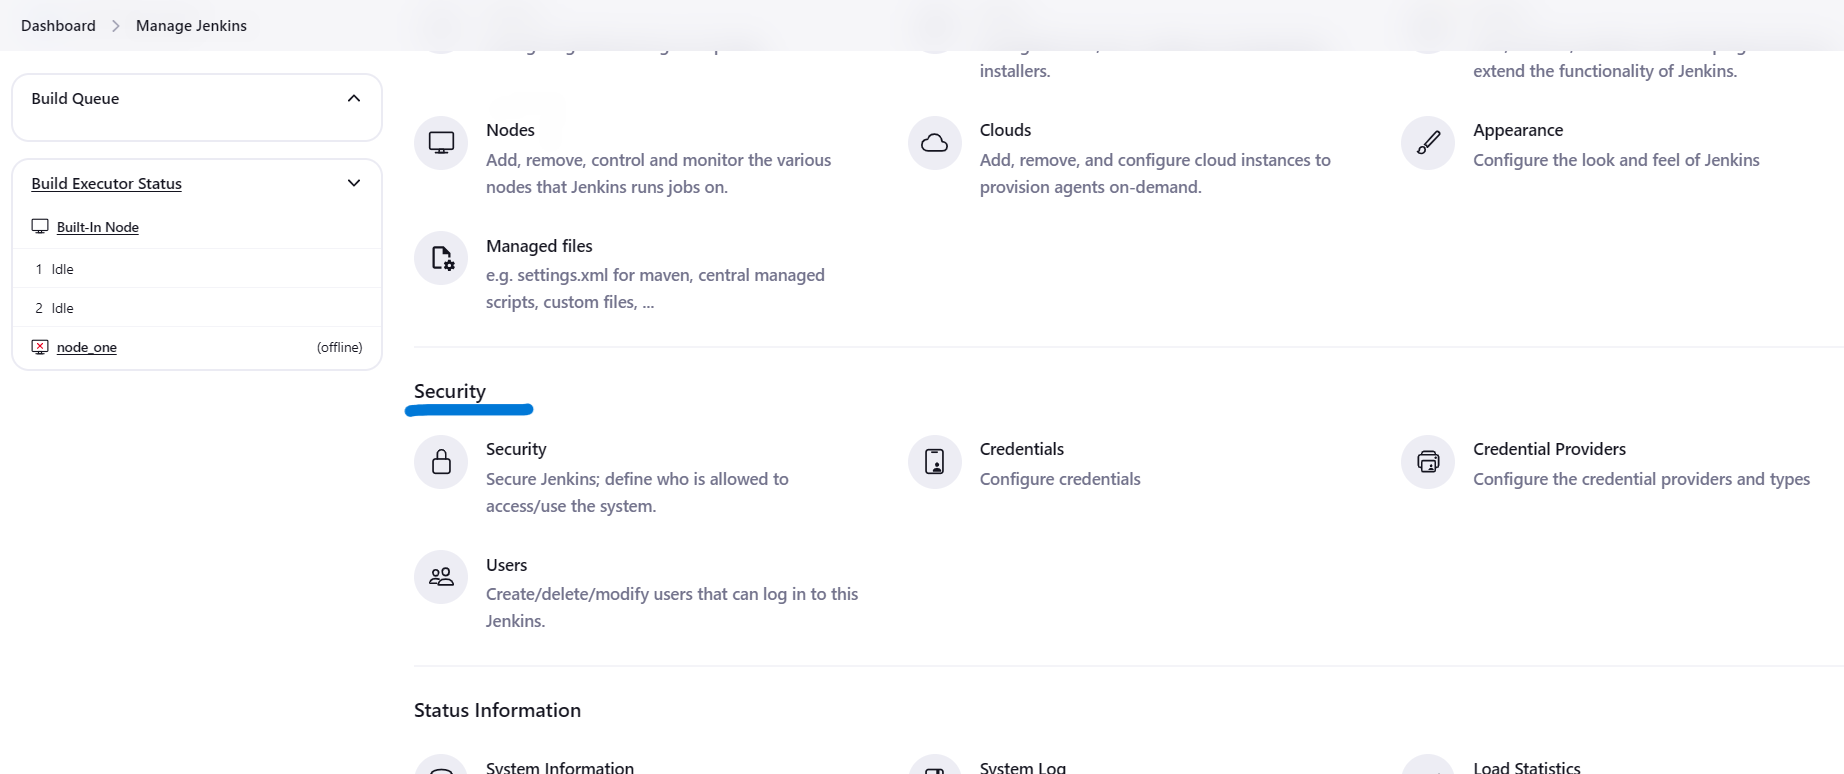 Dashboard
Manage Jenkins
Build Queue
Build Executor Status
Built-In Node
1 Idle
2 Idle
node_one (offline)
installers.
extend the functionality of Jenkins.
Nodes
Add, remove, control and monitor the various
nodes that Jenkins runs jobs on.
Clouds
Add, remove, and configure cloud instances to
provision agents on-demand.
Appearance
Configure the look and feel of Jenkins
Managed files
e.g. settings.xml for maven, central managed
scripts, custom files, ...
Security
Security
Secure Jenkins; define who is allowed to
access/use the system.
Credentials
Configure credentials
Credential Providers
Configure the credential providers and types
Users
Create/delete/modify users that can log in to this
Jenkins.
Status Information
System Information
System Log
Load Statistics